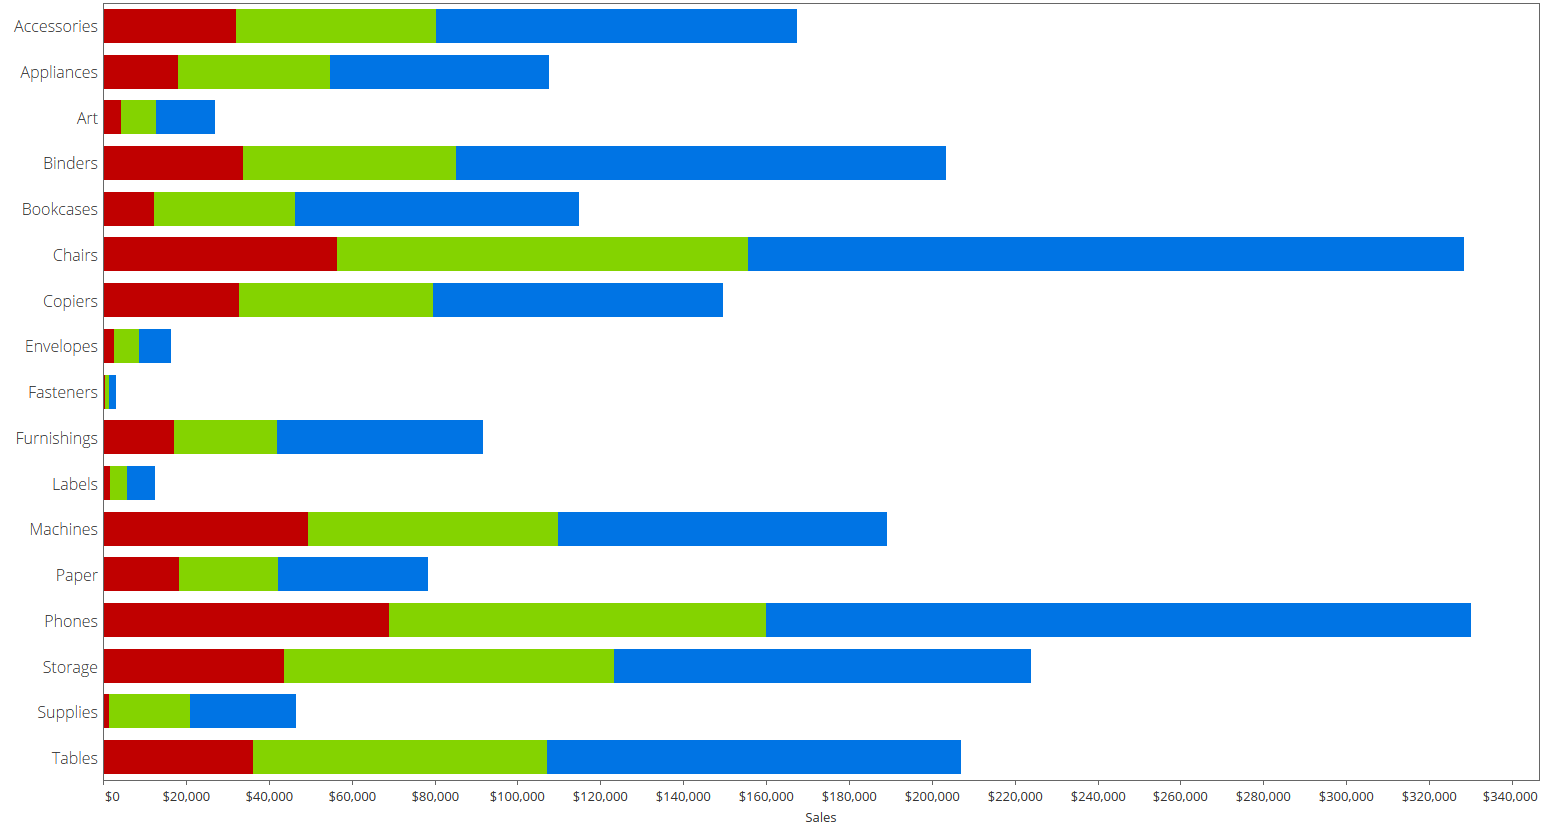 Accessories
Appliances
Art
Binders
Bookcases
Chairs
Copiers
Envelopes
Fasteners
Furnishings
Labels
Machines
Paper
Phones
Storage
Supplies
Tables
$0 $20,000 $40,000 $60,000 $80,000 $100,000 $120,000 $140,000 $160,000 $180,000 $200,000 $220,000 $240,000 $260,000 $280,000 $300,000 $320,000 $340,000
Sales